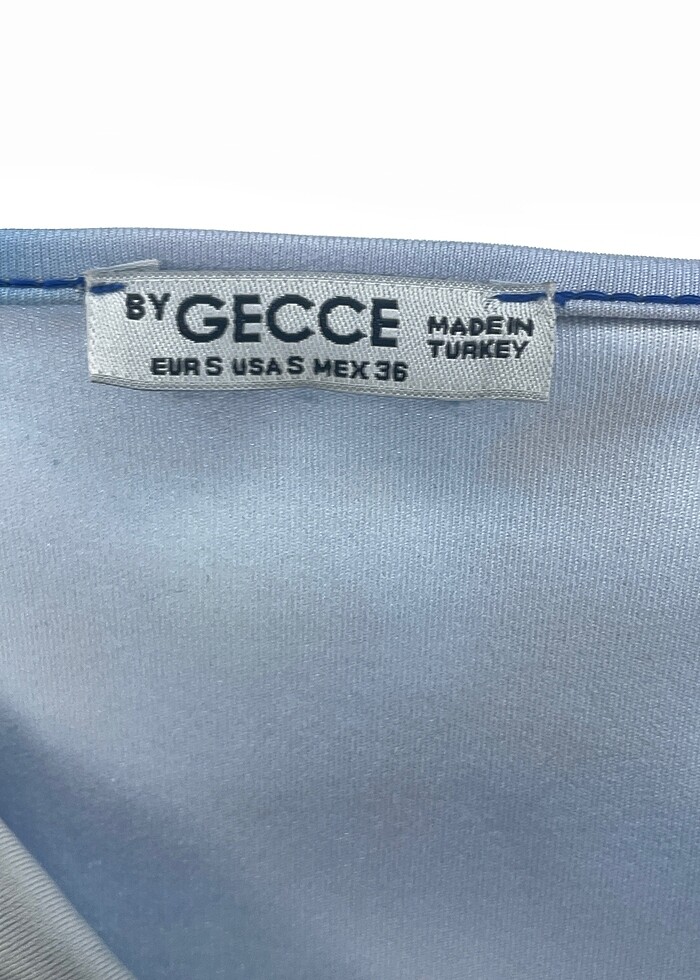 BY GECCE
MADE IN
TURKEY
EUR S USA S MEX 36